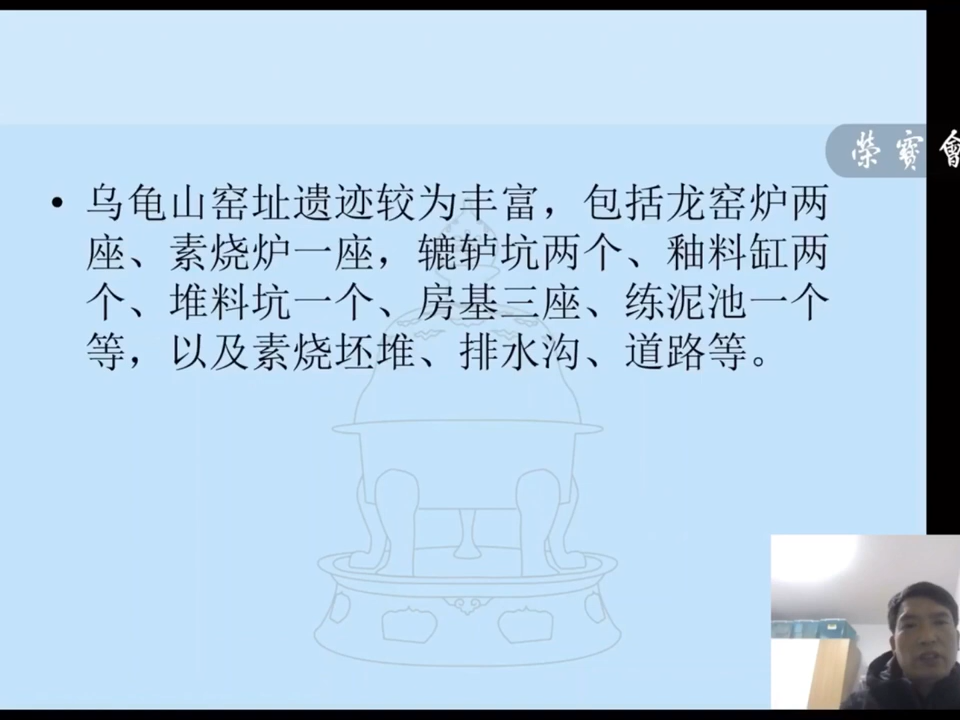 榮寳會
• 乌龟山窑址遗迹较为丰富，包括龙窑炉两
座、素烧炉一座，辘轳坑两个、釉料缸两
个、堆料坑一个、房基三座、练泥池一个
等，以及素烧坯堆、排水沟、道路等。